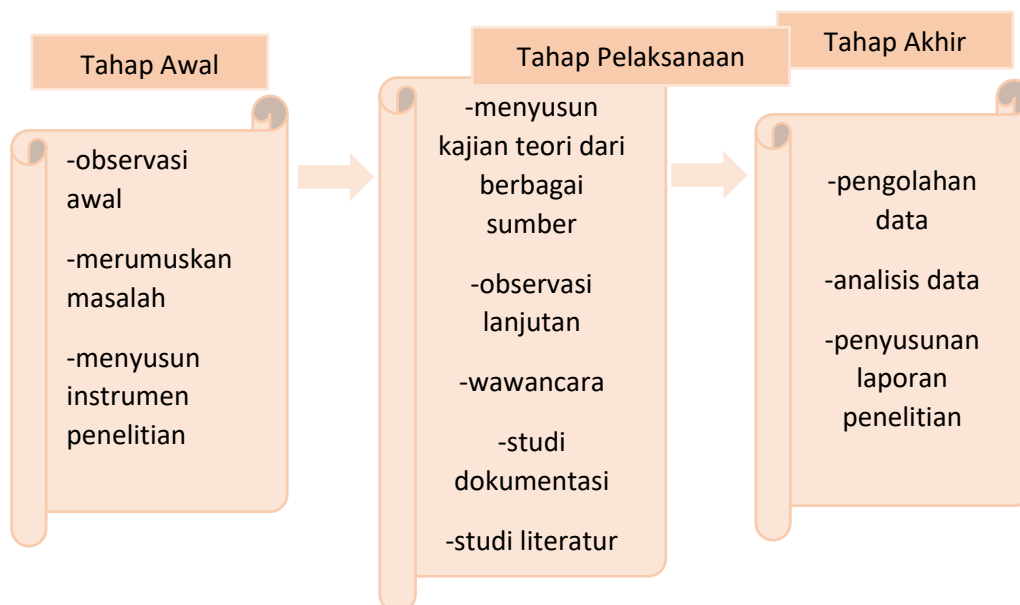 Tahap Awal
-observasi
awal
-merumuskan
masalah
-menyusun
instrumen
penelitian
Tahap Pelaksanaan
-menyusun
kajian teori dari
berbagai
sumber
-observasi
lanjutan
-wawancara
-studi
dokumentasi
-studi literatur
Tahap Akhir
-pengolahan
data
-analisis data
-penyusunan
laporan
penelitian